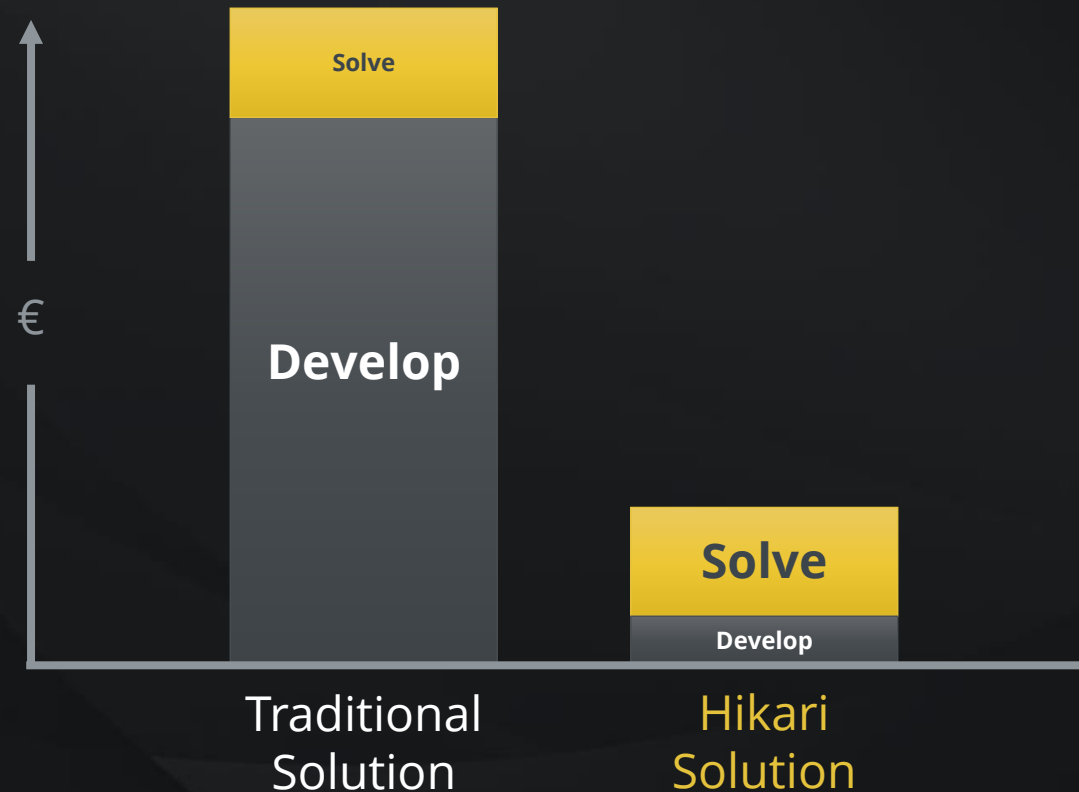 Solve
€
Develop
Solve
Develop
Traditional
Solution
Hikari
Solution